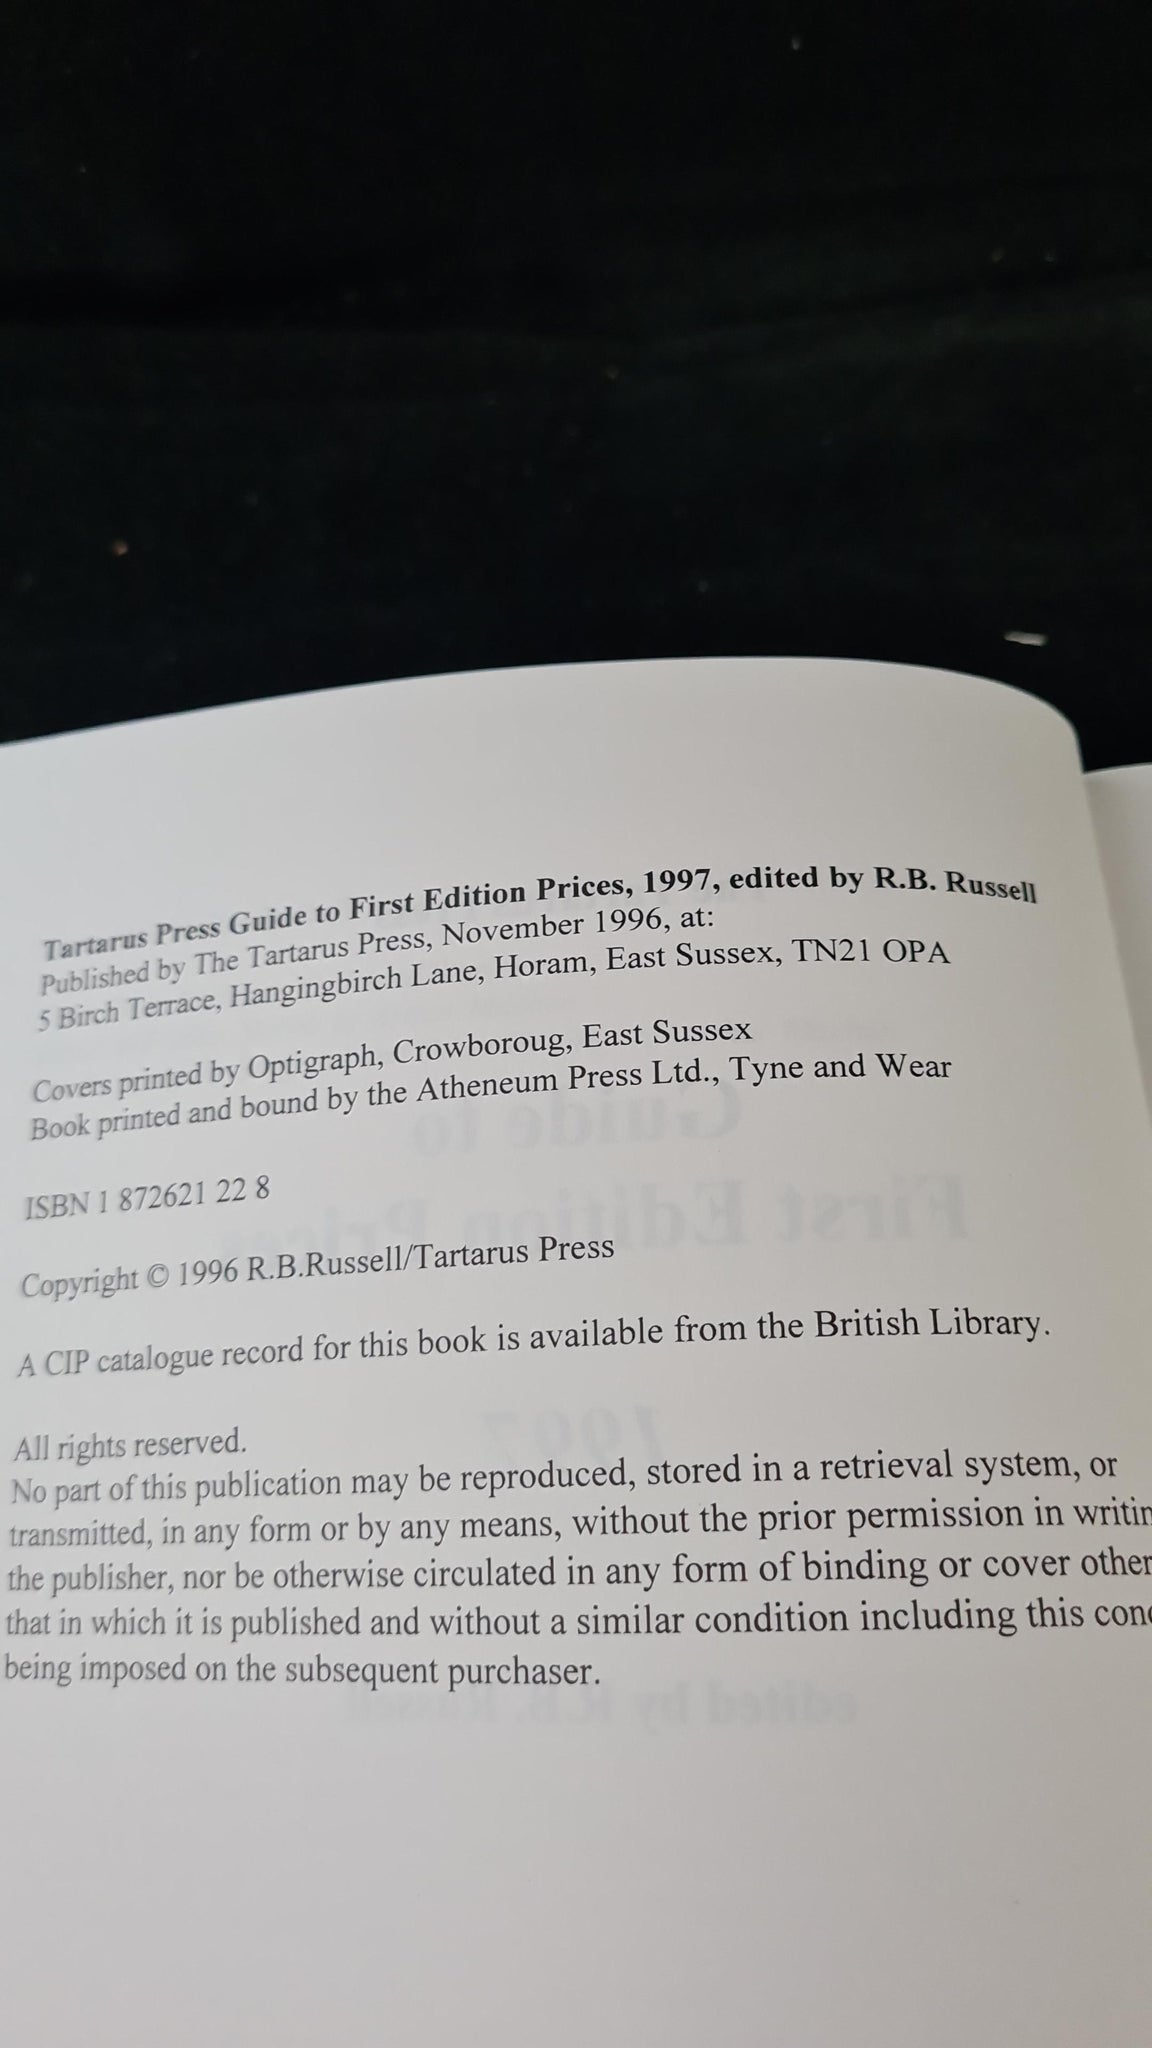 Tartarus Press Guide to First Edition Prices, 1997, edited by R.B. Russell
Published by The Tartarus Press, November 1996, at:
5 Birch Terrace, Hangingbirch Lane, Horam, East Sussex, TN21 OPA
Covers printed by Optigraph, Crowboroug, East Sussex
Book printed and bound by the Atheneum Press Ltd., Tyne and Wear
ISBN 1 872621 22 8
Copyright © 1996 R.B.Russell/Tartarus Press
A CIP catalogue record for this book is available from the British Library.
All rights reserved.
No part of this publication may be reproduced, stored in a retrieval system, or
transmitted, in any form or by any means, without the prior permission in writin
the publisher, nor be otherwise circulated in any form of binding or cover other
that in which it is published and without a similar condition including this con
being imposed on the subsequent purchaser.